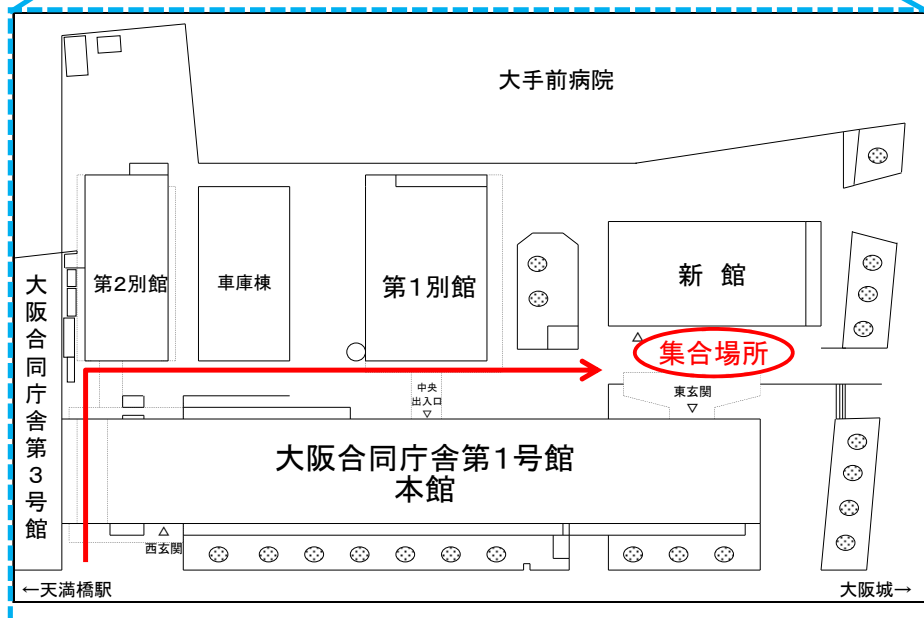 大手前病院
第２別館
車庫棟
第１別館
新 館
集合場所
大阪合同庁舎第３号館
中央
出入口
▽
東玄関
▽
大阪合同庁舎第１号館
本館
△
西玄関
←天満橋駅
大阪城→